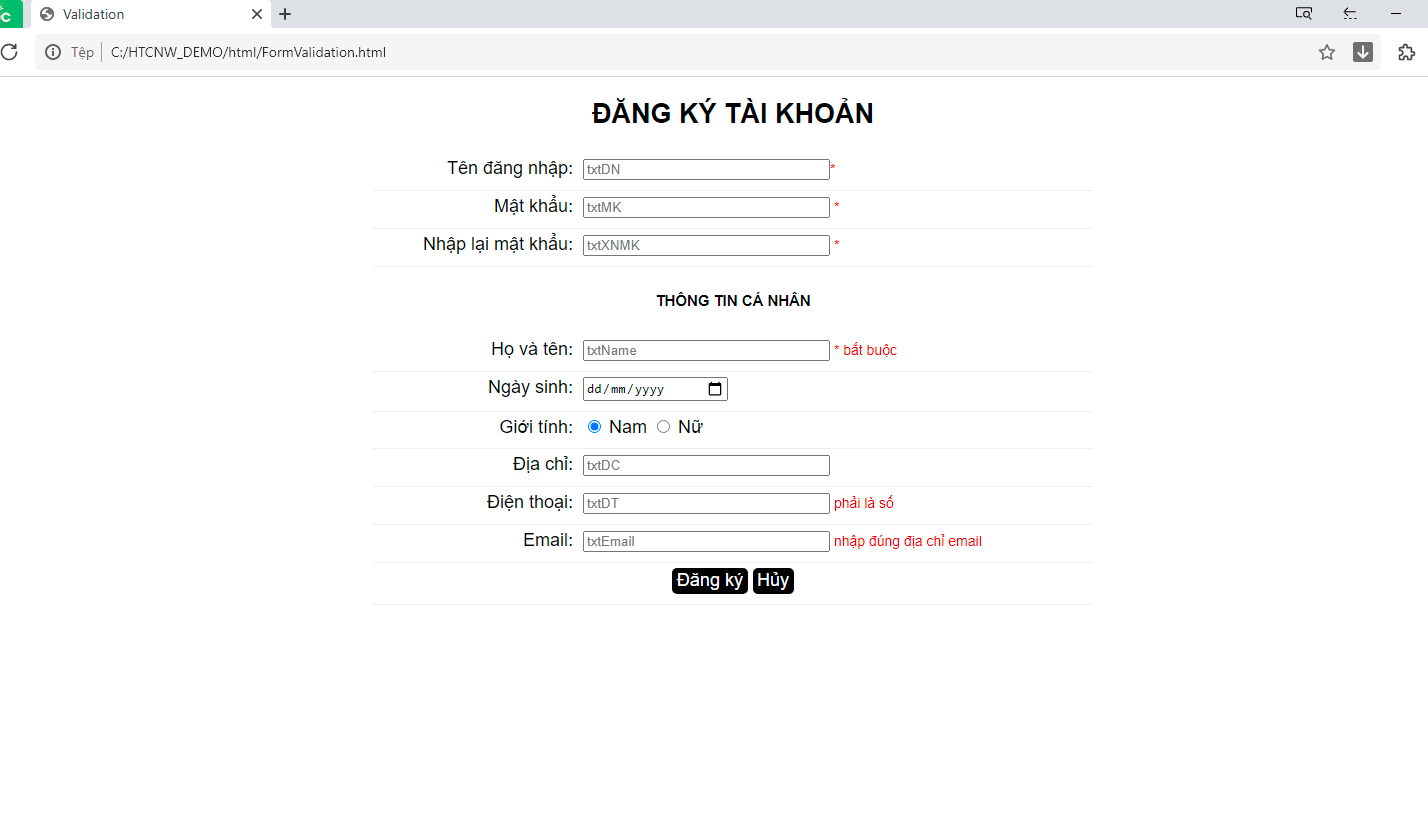 Validation
Tệp C:/HTCNW_DEMO/html/FormValidation.html
ĐĂNG KÝ TÀI KHOẢN
Tên đăng nhập: txtDN *
Mật khẩu: txtMK *
Nhập lại mật khẩu: txtXNMK *
THÔNG TIN CÁ NHÂN
Họ và tên: txtName * bắt buộc
Ngày sinh: dd/mm/yyyy
Giới tính: Nam Nữ
Địa chỉ: txtDC
Điện thoại: txtDT phải là số
Email: txtEmail nhập đúng địa chỉ email
Đăng ký Hủy